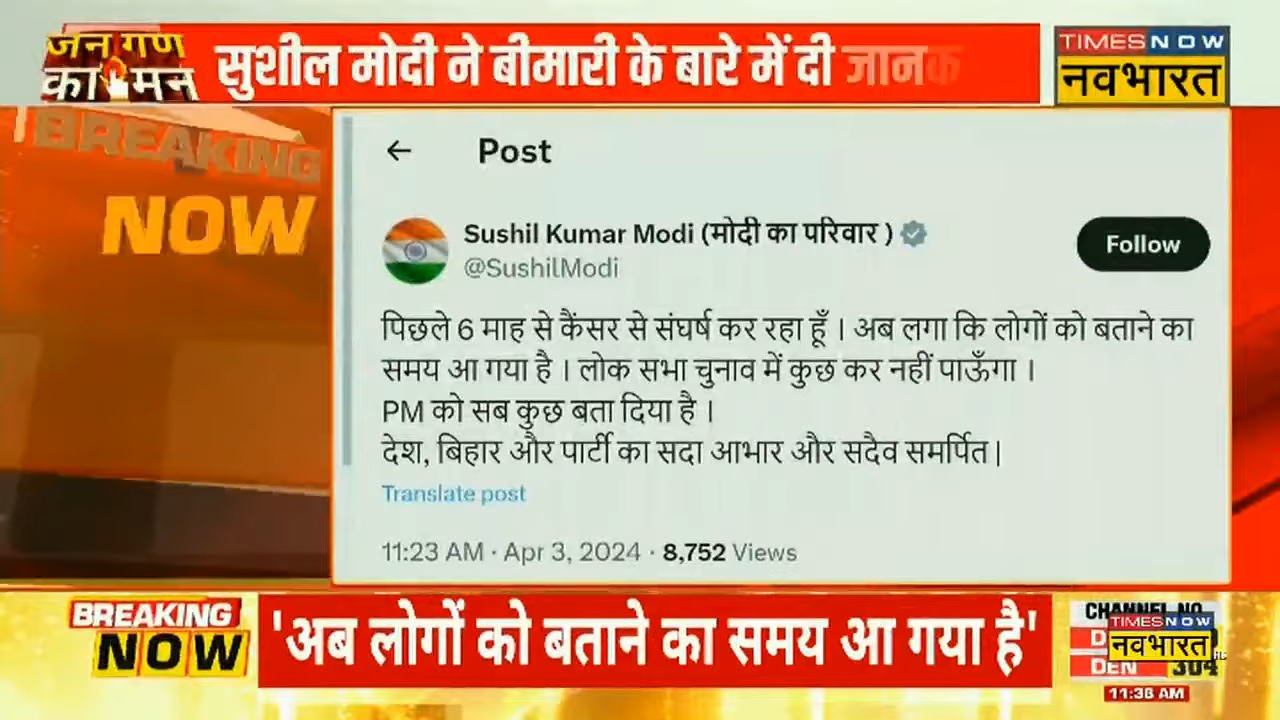 जन गण
का मन
सुशील मोदी ने बीमारी के बारे में दी जानक
TIMES NOW
नवभारत
BREAKING
NOW
← Post
Sushil Kumar Modi (मोदी का परिवार )
@SushilModi
Follow
पिछले 6 माह से कैंसर से संघर्ष कर रहा हूँ । अब लगा कि लोगों को बताने का
समय आ गया है । लोक सभा चुनाव में कुछ कर नहीं पाऊँगा ।
PM को सब कुछ बता दिया है ।
देश, बिहार और पार्टी का सदा आभार और सदैव समर्पित |
Translate post
11:23 AM · Apr 3, 2024 · 8,752 Views
BREAKING
NOW
'अब लोगों को बताने का समय आ गया है'
CHANNEL NO
TIMES NOW
नवभारत
DEN 304
11:38 AM